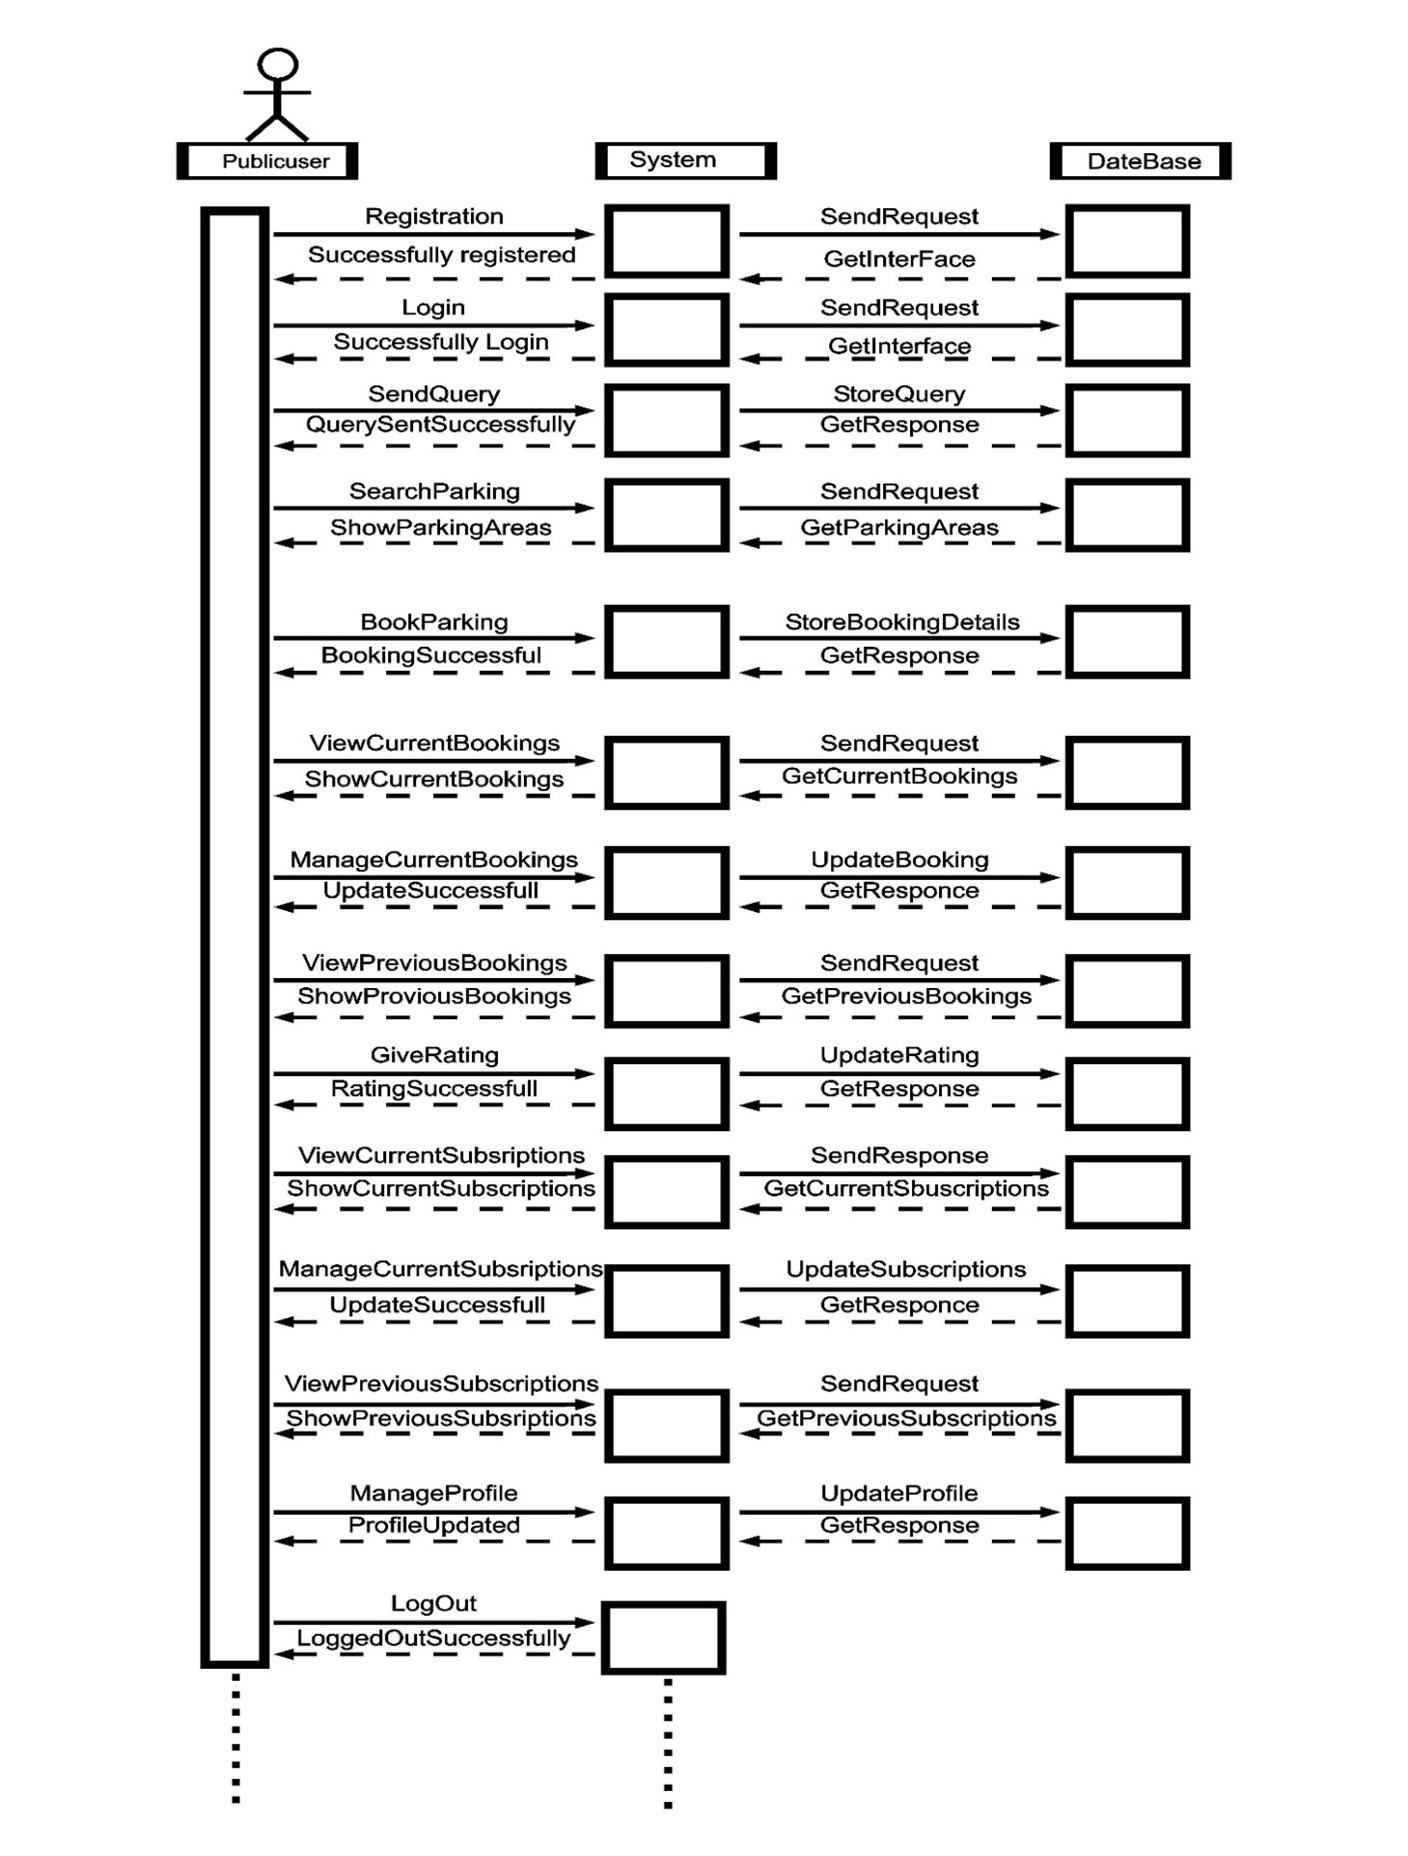 Publicuser
System
DateBase
Registration
SendRequest
Successfully registered
GetInterFace
Login
SendRequest
Successfully Login
GetInterface
SendQuery
StoreQuery
QuerySentSuccessfully
GetResponse
SearchParking
SendRequest
ShowParkingAreas
GetParkingAreas
BookParking
StoreBookingDetails
BookingSuccessful
GetResponse
ViewCurrentBookings
SendRequest
ShowCurrentBookings
GetCurrentBookings
ManageCurrentBookings
UpdateBooking
UpdateSuccessfull
GetResponce
ViewPreviousBookings
SendRequest
ShowProviousBookings
GetPreviousBookings
GiveRating
UpdateRating
RatingSuccessfull
GetResponse
ViewCurrentSubsriptions
SendResponse
ShowCurrentSubscriptions
GetCurrentSbuscriptions
ManageCurrentSubsriptions
UpdateSubscriptions
UpdateSuccessfull
GetResponce
ViewPreviousSubscriptions
SendRequest
ShowPreviousSubsriptions
GetPreviousSubscriptions
ManageProfile
UpdateProfile
ProfileUpdated
GetResponse
LogOut
LoggedOutSuccessfully